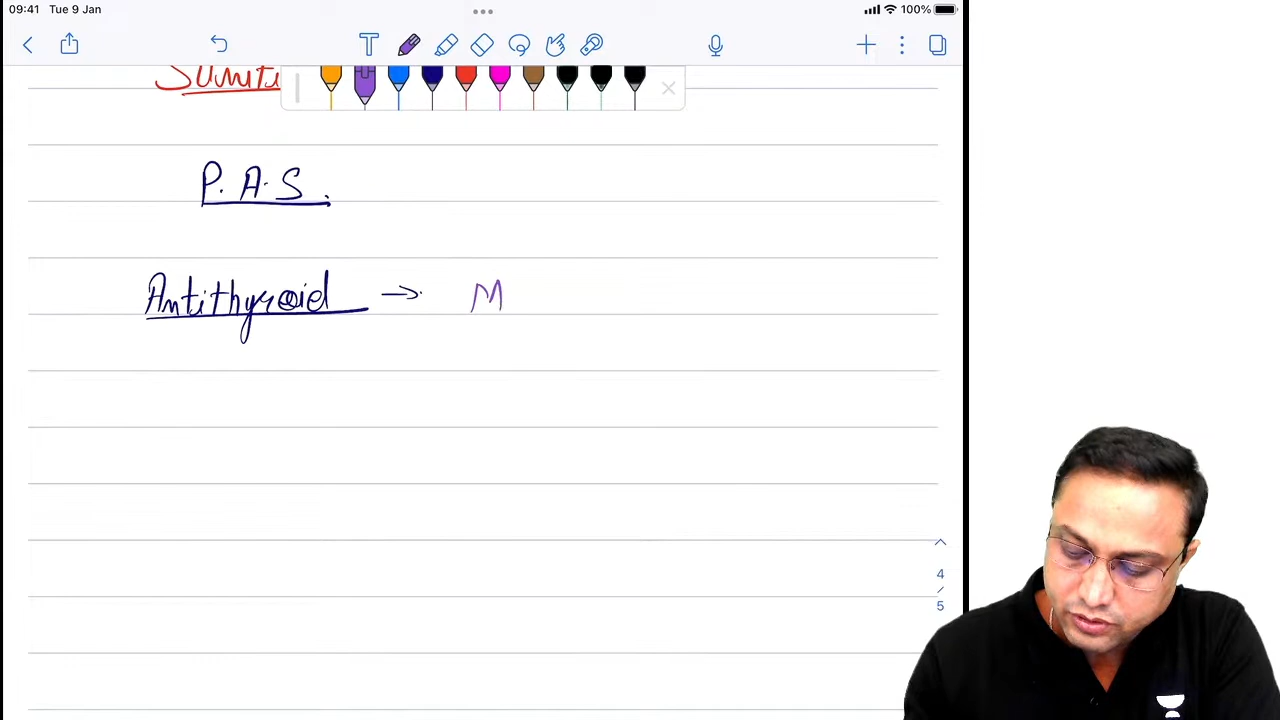 09:41 Tue 9 Jan 100%
T
P.A.S.
Antithyroid → M
4
5